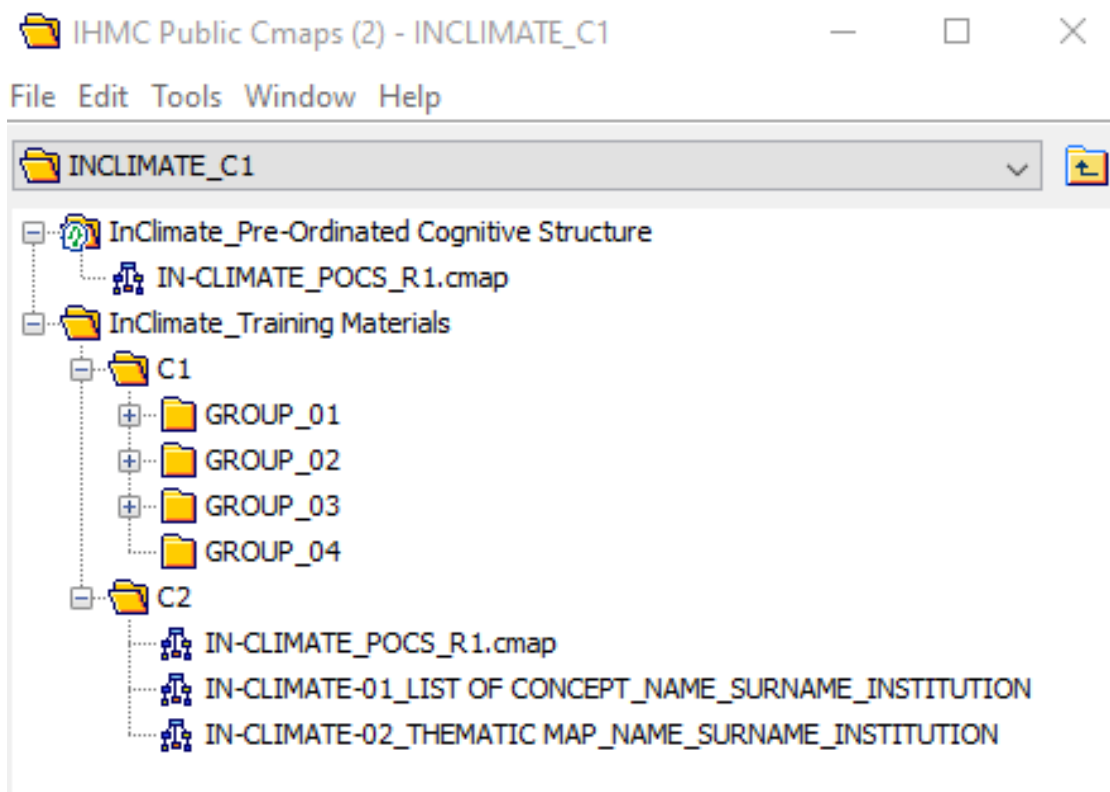 IHMC Public Cmaps (2) - INCLIMATE_C1
File Edit Tools Window Help
INCLIMATE_C1
InClimate_Pre-Ordinated Cognitive Structure
IN-CLIMATE_POCS_R1.cmap
InClimate_Training Materials
C1
GROUP_01
GROUP_02
GROUP_03
GROUP_04
C2
IN-CLIMATE_POCS_R1.cmap
IN-CLIMATE-01_LIST OF CONCEPT_NAME_SURNAME_INSTITUTION
IN-CLIMATE-02_THEMATIC MAP_NAME_SURNAME_INSTITUTION